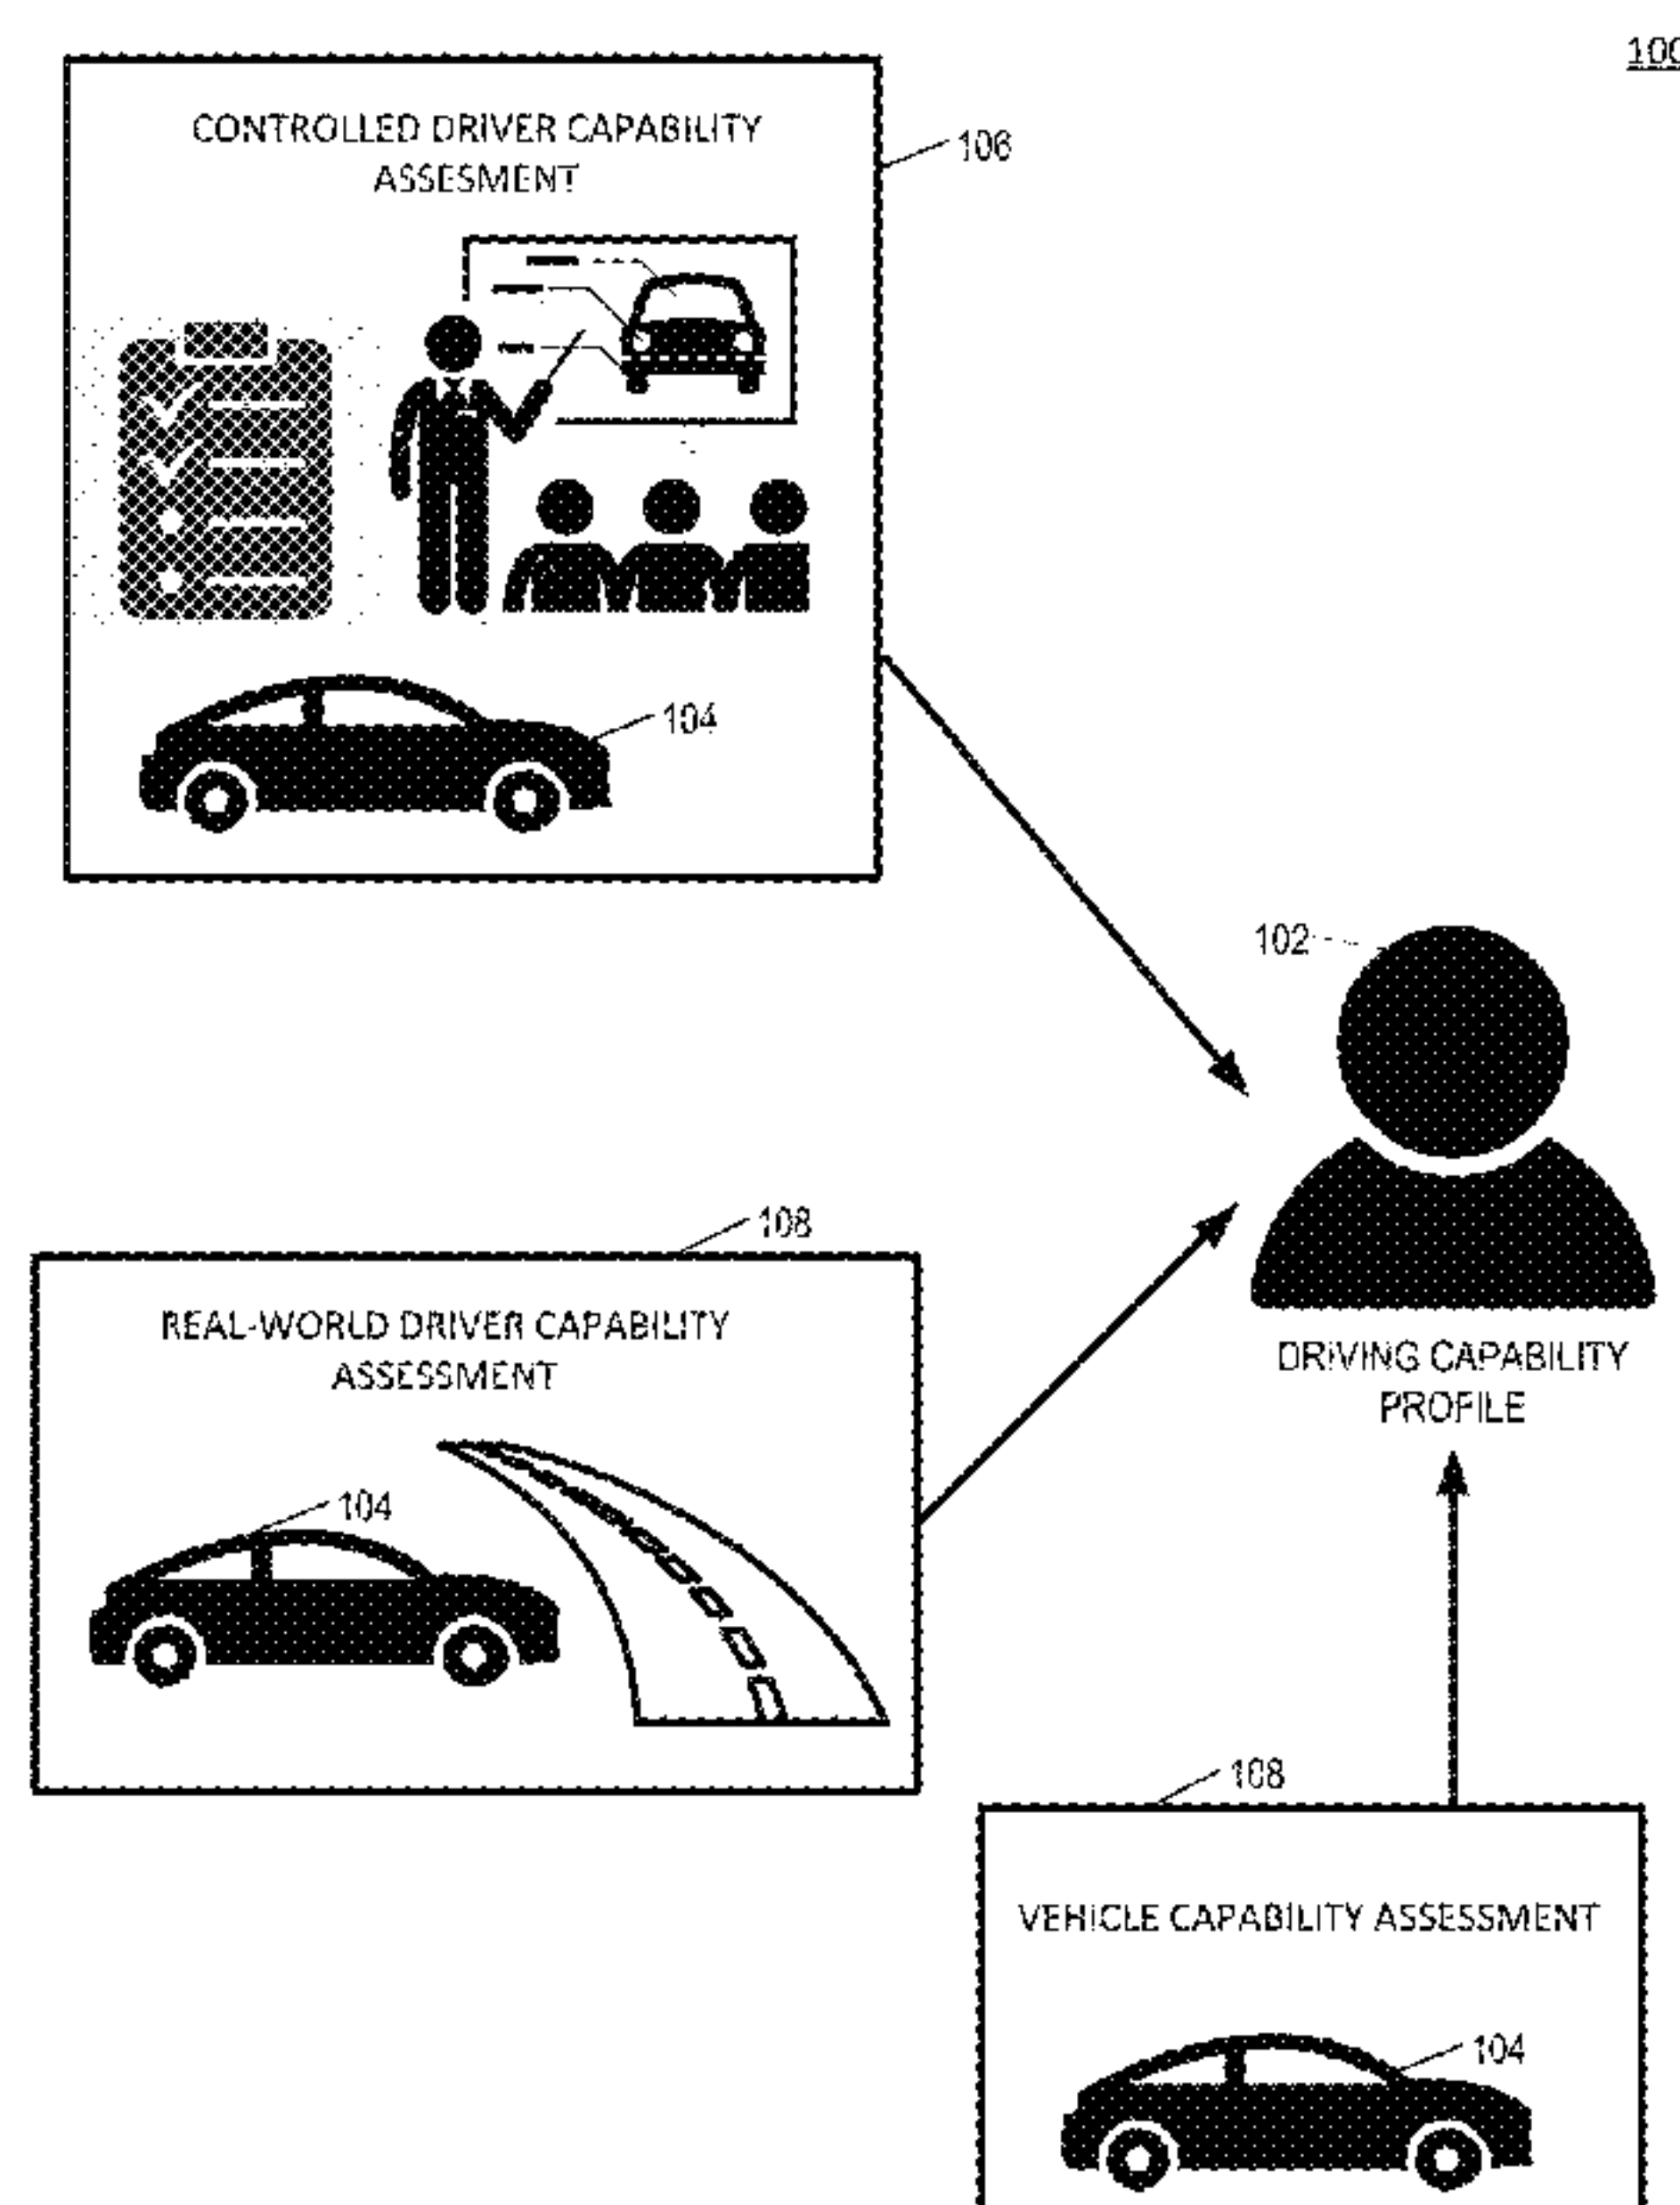 100
CONTROLLED DRIVER CAPABILITY
ASSESMENT
106
104
102
DRIVING CAPABILITY
PROFILE
108
REAL-WORLD DRIVER CAPABILITY
ASSESSMENT
104
108
VEHICLE CAPABILITY ASSESSMENT
104